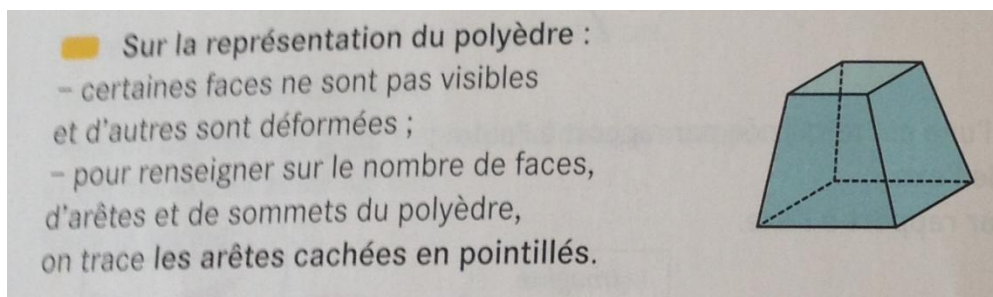 Sur la représentation du polyèdre :
– certaines faces ne sont pas visibles
et d'autres sont déformées ;
– pour renseigner sur le nombre de faces,
d'arêtes et de sommets du polyèdre,
on trace les arêtes cachées en pointillés.